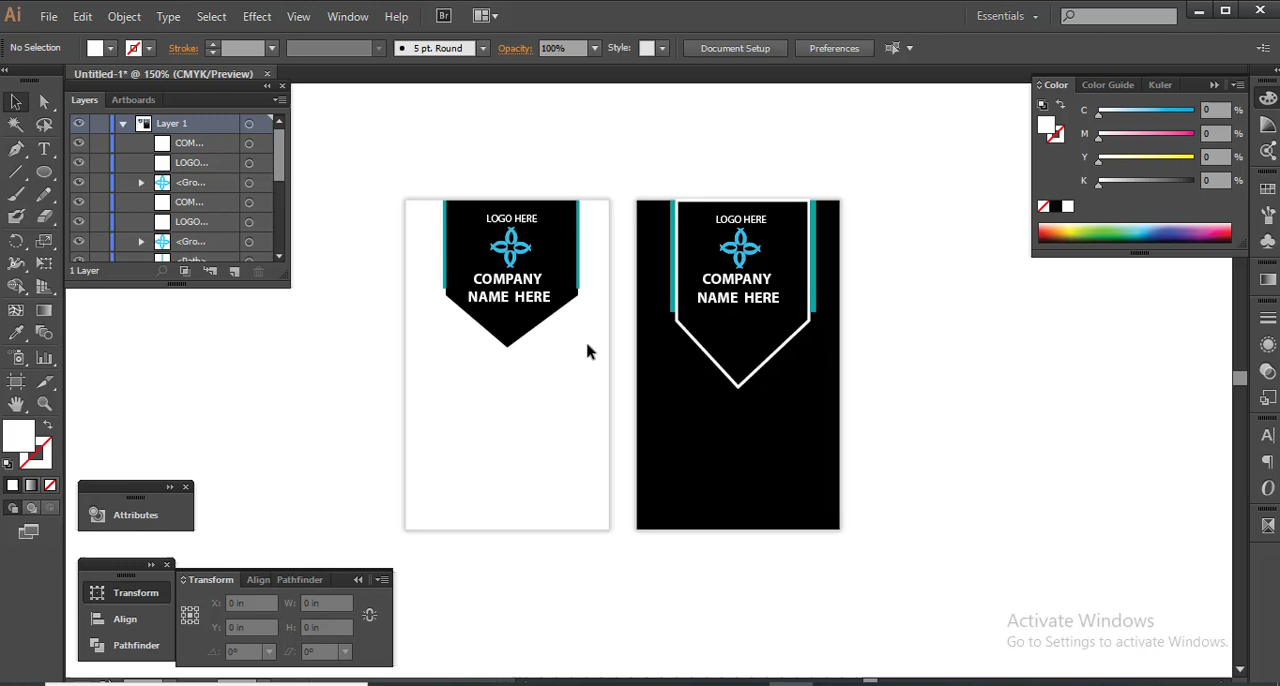 Ai File Edit Object Type Select Effect View Window Help Br Essentials
No Selection Stroke: 5 pt. Round Opacity: 100% Style: Document Setup Preferences
Untitled-1* @ 150% (CMYK/Preview) ×
Layers Artboards
Layer 1
COM...
LOGO...
<Gro...
COM...
LOGO...
<Gro...
<Path>
1 Layer
Color Color Guide Kuler
C 0 %
M 0 %
Y 0 %
K 0 %
LOGO HERE
COMPANY
NAME HERE
LOGO HERE
COMPANY
NAME HERE
Attributes
Transform
Align
Pathfinder
Transform Align Pathfinder
X: 0 in W: 0 in
Y: 0 in H: 0 in
0° 0°
Activate Windows
Go to Settings to activate Windows.